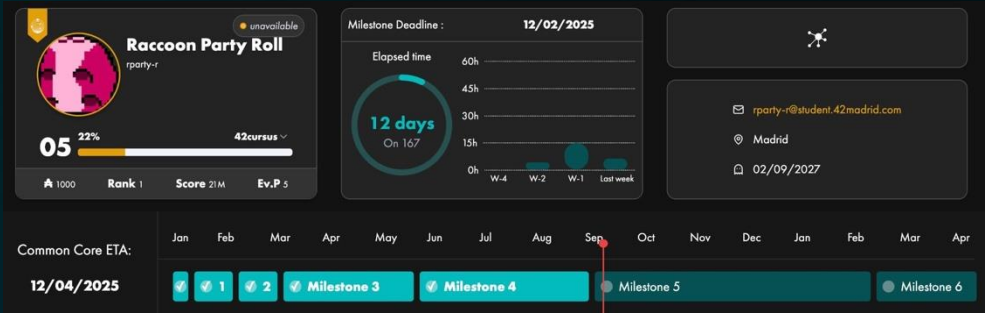 unavailable
Raccoon Party Roll
rparty-r
05 22% 42cursus
₳ 1000 Rank 1 Score 21M Ev.P 5
Milestone Deadline : 12/02/2025
Elapsed time
12 days
On 167
60h
45h
30h
15h
0h
W-4 W-2 W-1 Last week
rparty-r@student.42madrid.com
Madrid
02/09/2027
Common Core ETA:
12/04/2025
Jan Feb Mar Apr May Jun Jul Aug Sep Oct Nov Dec Jan Feb Mar Apr
1 2 Milestone 3 Milestone 4 Milestone 5 Milestone 6